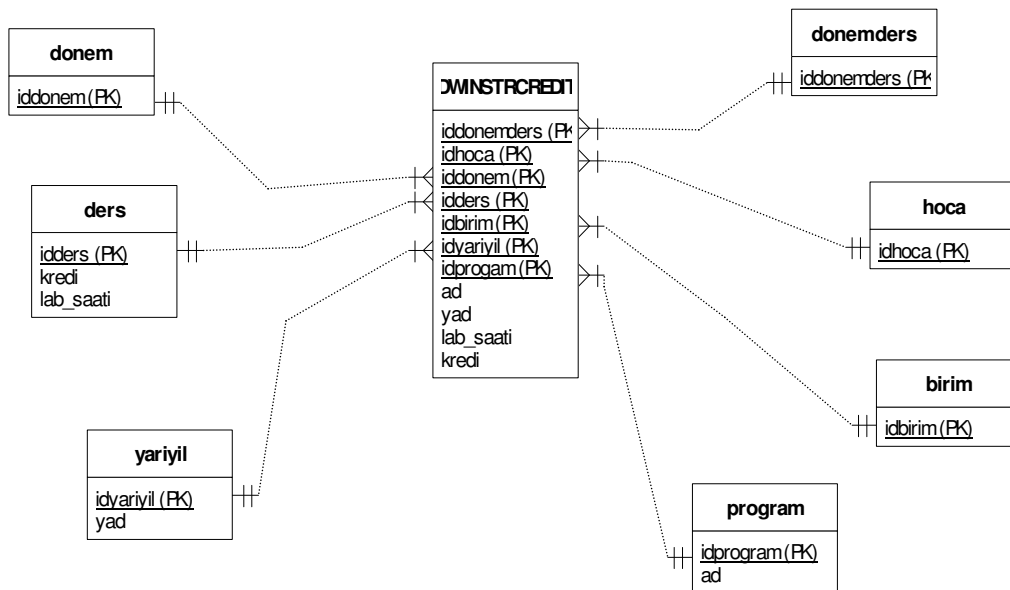 donem
iddonem (PK)
ders
idders (PK)
kredi
lab_saati
yariyil
idyariyil (PK)
yad
iddonemders (PK
idhoca (PK)
iddonem (PK)
idders (PK)
idbirim (PK)
idyariyil (PK)
idprogam (PK)
ad
yad
lab_saati
kredi
donemders
iddonemders (PK
hoca
idhoca (PK)
birim
idbirim (PK)
program
idprogram (PK)
ad